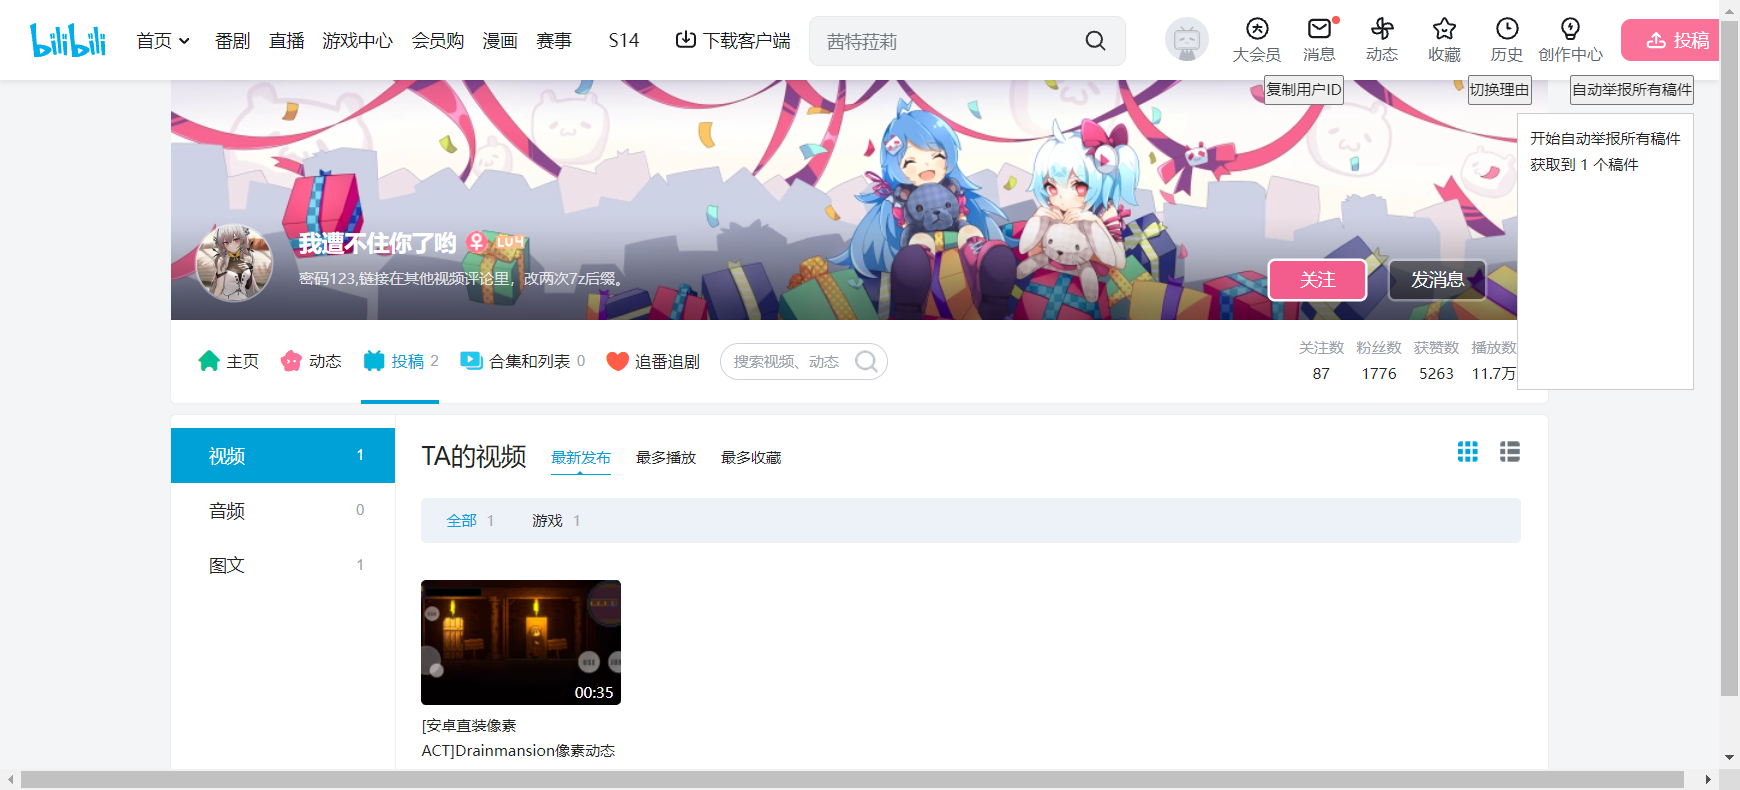 bilibili
首页
番剧
直播
游戏中心
会员购
漫画
赛事
S14
下载客户端
茜特菈莉
大会员
消息
动态
收藏
历史
创作中心
投稿
复制用户ID
切换理由
自动举报所有稿件
开始自动举报所有稿件
获取到 1 个稿件
我遭不住你了哟
LV4
密码123,链接在其他视频评论里，改两次7z后缀。
关注
发消息
主页
动态
投稿 2
合集和列表 0
追番追剧
搜索视频、动态
关注数 粉丝数 获赞数 播放数
87 1776 5263 11.7万
视频 1
音频 0
图文 1
TA的视频
最新发布
最多播放
最多收藏
全部 1
游戏 1
00:35
[安卓直装像素
ACT]Drainmansion像素动态